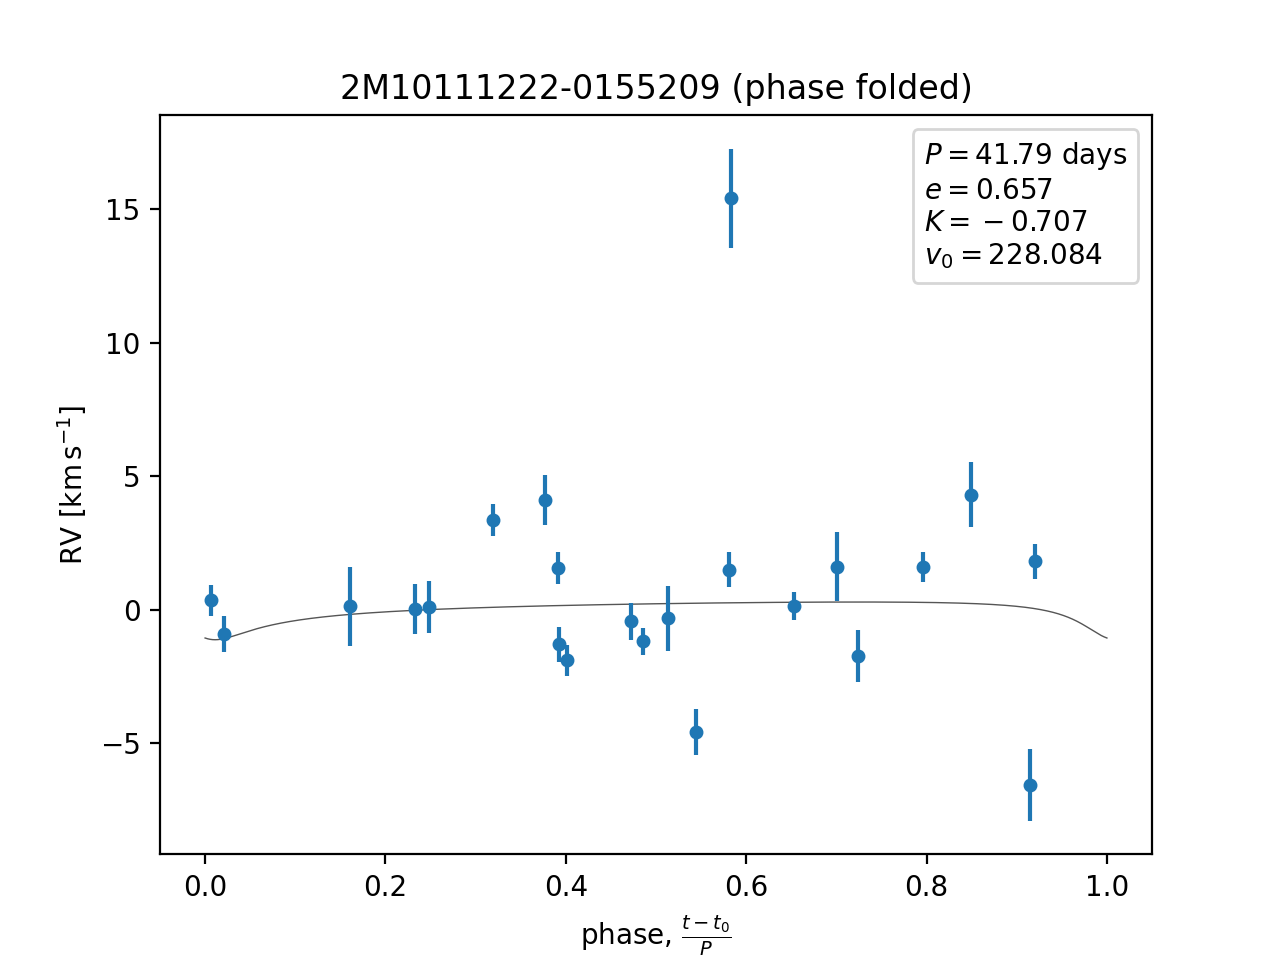 2M10111222-0155209 (phase folded)
P = 41.79 days
e = 0.657
K = −0.707
v₀ = 228.084
15
10
5
0
−5
RV [km s⁻¹]
0.0 0.2 0.4 0.6 0.8 1.0
phase, (t − t₀)/P